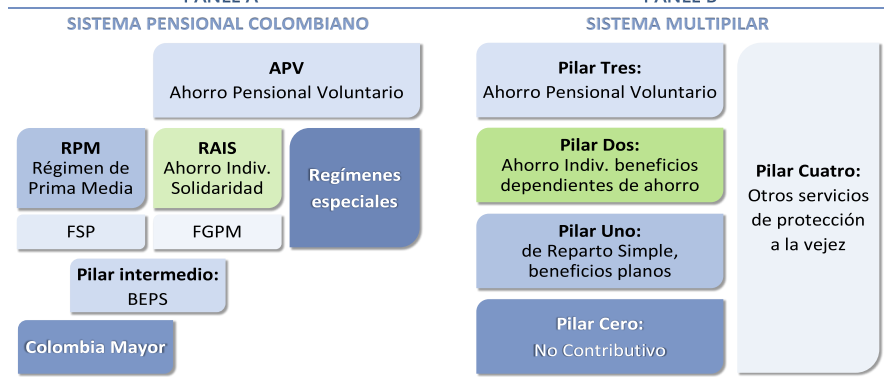 SISTEMA PENSIONAL COLOMBIANO
APV
Ahorro Pensional Voluntario
RPM
Régimen de
Prima Media
RAIS
Ahorro Indiv.
Solidaridad
Regímenes
especiales
FSP
FGPM
Pilar intermedio:
BEPS
Colombia Mayor
SISTEMA MULTIPILAR
Pilar Tres:
Ahorro Pensional Voluntario
Pilar Dos:
Ahorro Indiv. beneficios
dependientes de ahorro
Pilar Uno:
de Reparto Simple,
beneficios planos
Pilar Cero:
No Contributivo
Pilar Cuatro:
Otros servicios
de protección
a la vejez